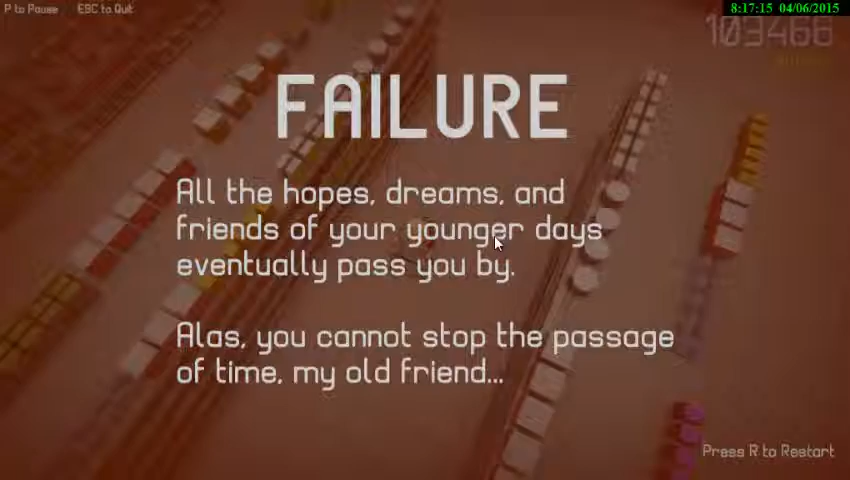 P to Pause ESC to Quit
8:17:15 04/06/2015
103466
FAILURE
All the hopes, dreams, and
friends of your younger days
eventually pass you by.
Alas, you cannot stop the passage
of time, my old friend...
Press R to Restart